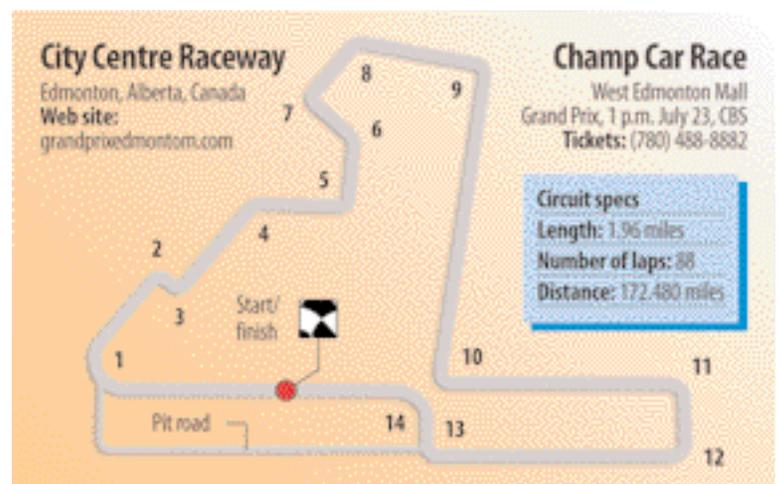 City Centre Raceway
Edmonton, Alberta, Canada
Web site:
grandprixedmontom.com
Champ Car Race
West Edmonton Mall
Grand Prix, 1 p.m. July 23, CBS
Tickets: (780) 488-8882
Circuit specs
Length: 1.96 miles
Number of laps: 88
Distance: 172.480 miles
Start/
finish
Pit road
1
2
3
4
5
6
7
8
9
10
11
12
13
14